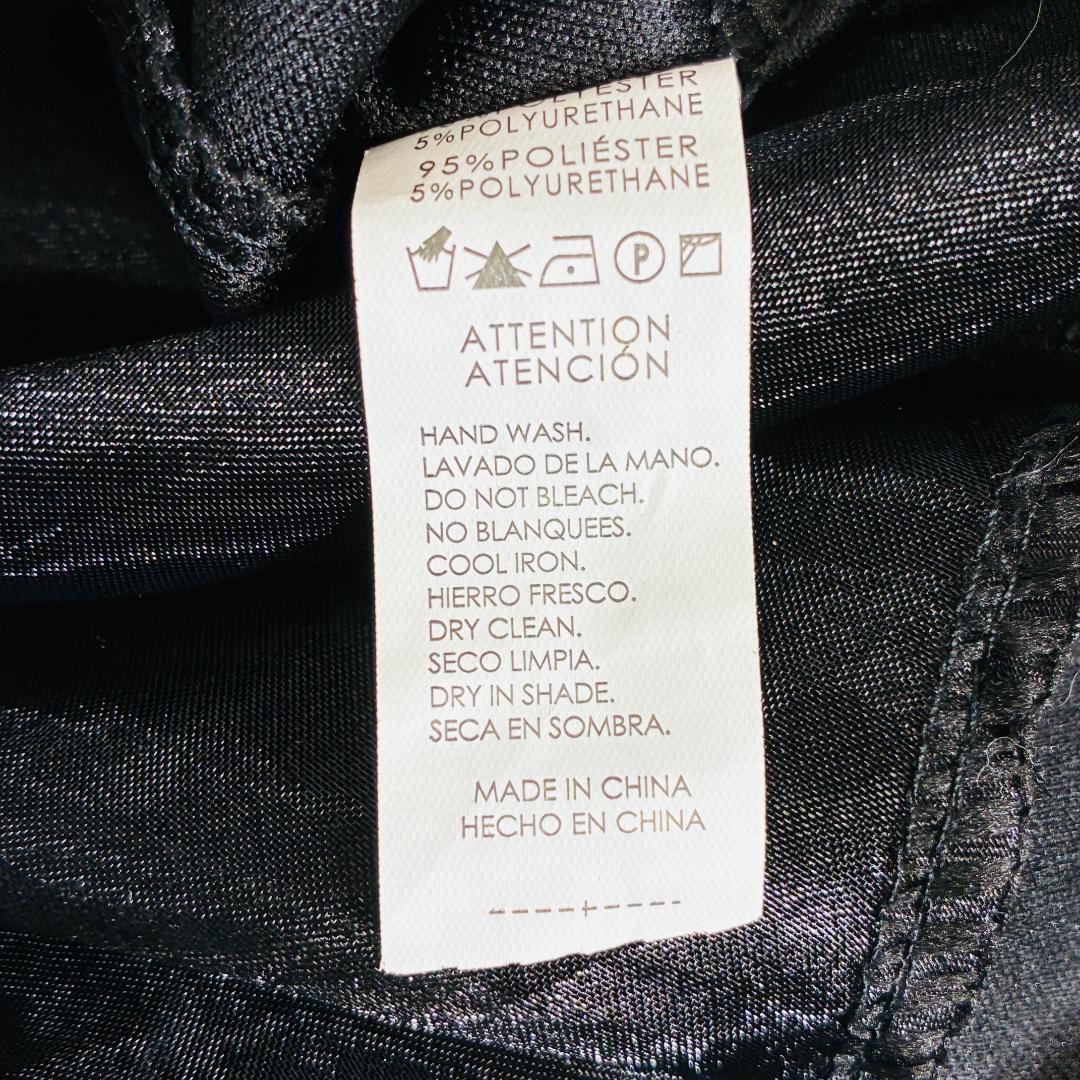 POLYESTER
5%POLYURETHANE
95%POLIÉSTER
5%POLYURETHANE
P
ATTENTION
ATENCIÓN
HAND WASH.
LAVADO DE LA MANO.
DO NOT BLEACH.
NO BLANQUEES.
COOL IRON.
HIERRO FRESCO.
DRY CLEAN.
SECO LIMPIA.
DRY IN SHADE.
SECA EN SOMBRA.
MADE IN CHINA
HECHO EN CHINA